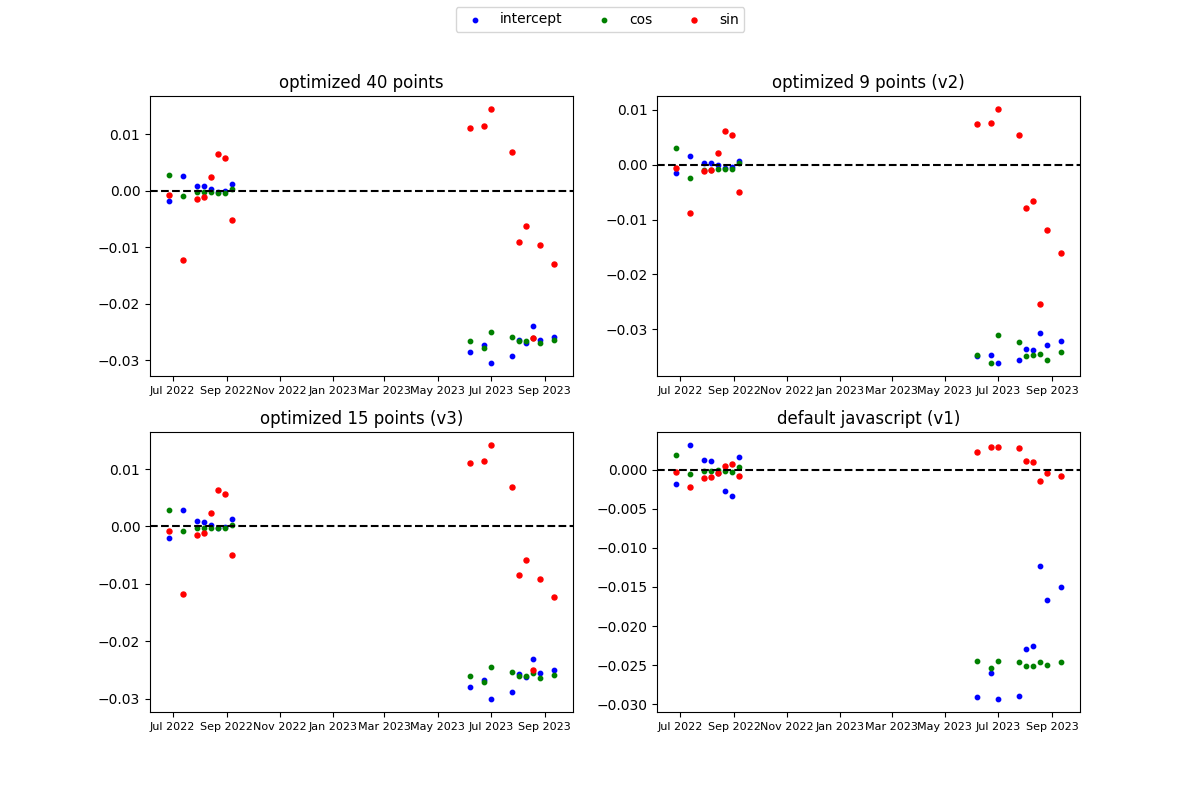 intercept cos sin
optimized 40 points
0.01
0.00
−0.01
−0.02
−0.03
Jul 2022 Sep 2022 Nov 2022 Jan 2023 Mar 2023 May 2023 Jul 2023 Sep 2023
optimized 9 points (v2)
0.01
0.00
−0.01
−0.02
−0.03
Jul 2022 Sep 2022 Nov 2022 Jan 2023 Mar 2023 May 2023 Jul 2023 Sep 2023
optimized 15 points (v3)
0.01
0.00
−0.01
−0.02
−0.03
Jul 2022 Sep 2022 Nov 2022 Jan 2023 Mar 2023 May 2023 Jul 2023 Sep 2023
default javascript (v1)
0.000
−0.005
−0.010
−0.015
−0.020
−0.025
−0.030
Jul 2022 Sep 2022 Nov 2022 Jan 2023 Mar 2023 May 2023 Jul 2023 Sep 2023